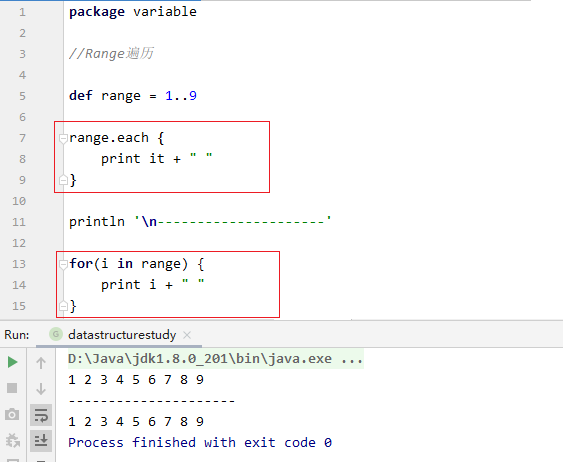 1 package variable
2
3 //Range遍历
4
5 def range = 1..9
6
7 range.each {
8     print it + " "
9 }
10
11 println '\n---------------------'
12
13 for(i in range) {
14     print i + " "
15 }
Run: datastructurestudy ×
D:\Java\jdk1.8.0_201\bin\java.exe ...
1 2 3 4 5 6 7 8 9
---------------------
1 2 3 4 5 6 7 8 9
Process finished with exit code 0